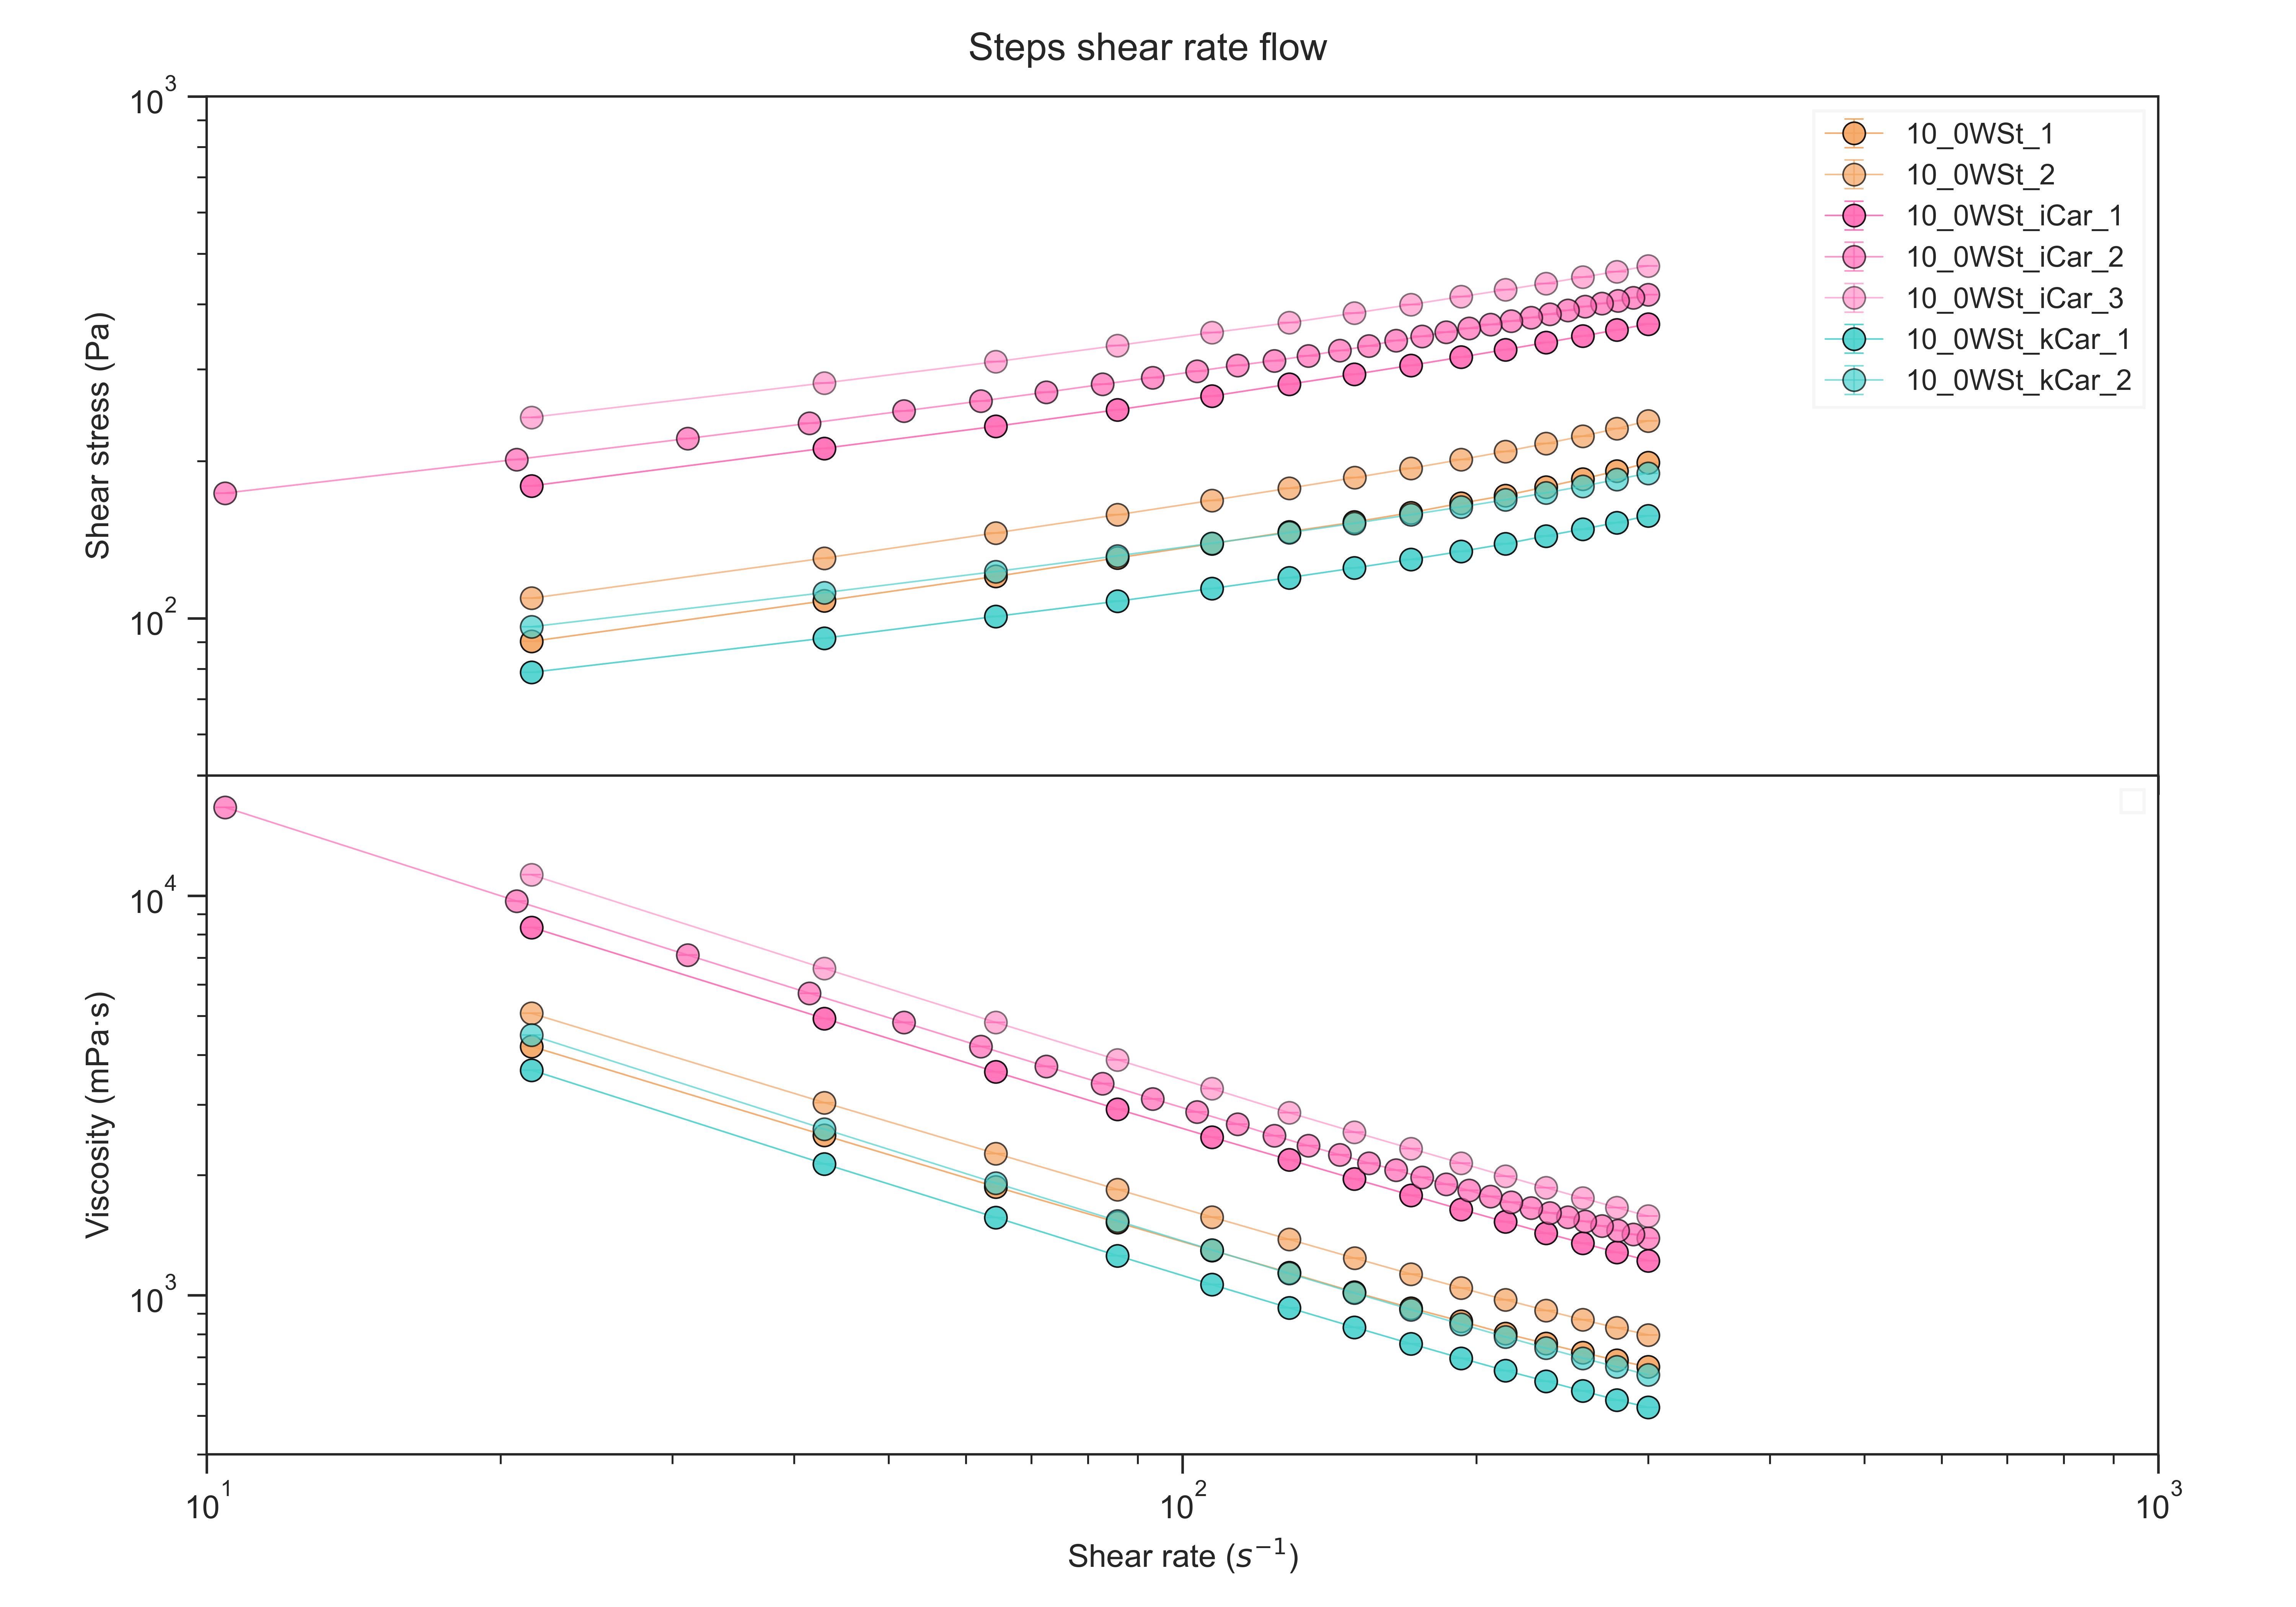 Steps shear rate flow
10³
10²
Shear stress (Pa)
10_0WSt_1
10_0WSt_2
10_0WSt_iCar_1
10_0WSt_iCar_2
10_0WSt_iCar_3
10_0WSt_kCar_1
10_0WSt_kCar_2
10⁴
10³
Viscosity (mPa·s)
10¹ 10² 10³
Shear rate (s⁻¹)